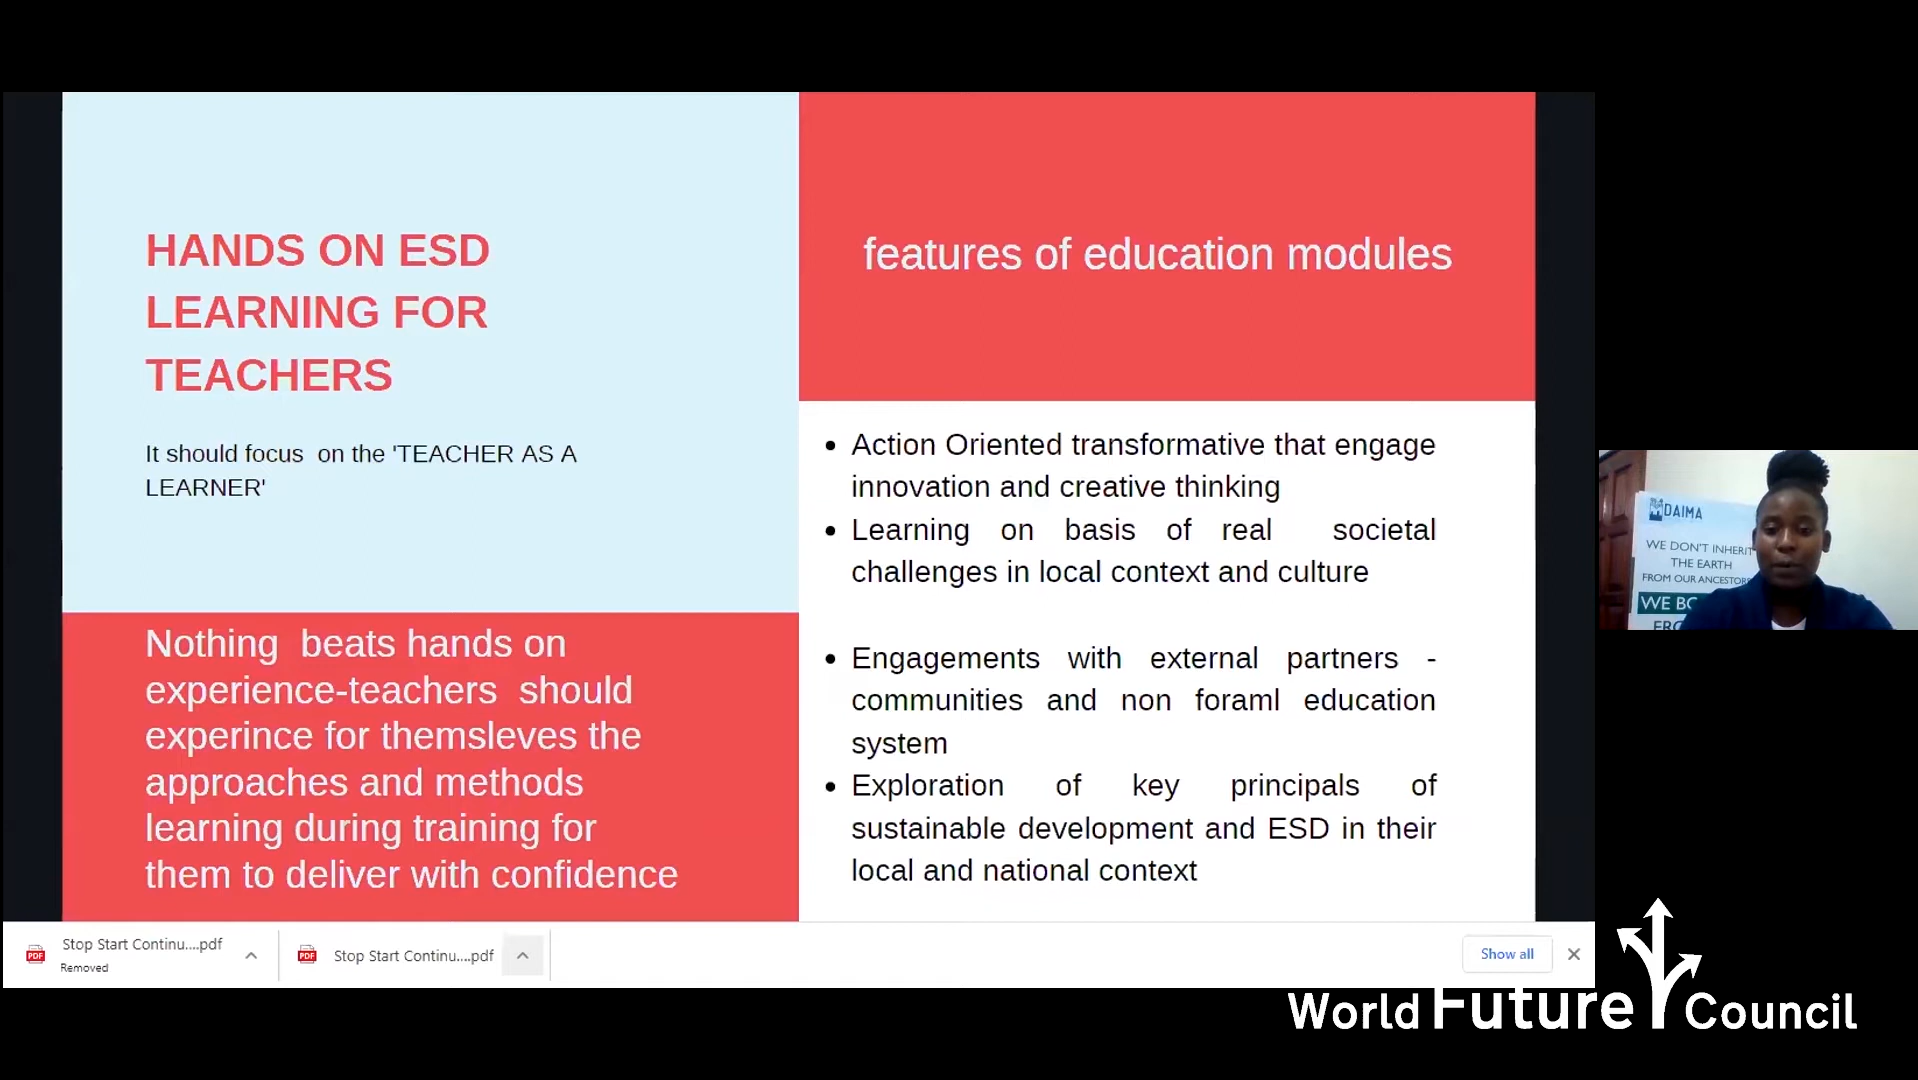 HANDS ON ESD
LEARNING FOR
TEACHERS
It should focus  on the 'TEACHER AS A
LEARNER'
Nothing  beats hands on
experience-teachers  should
experince for themsleves the
approaches and methods
learning during training for
them to deliver with confidence
features of education modules
• Action Oriented transformative that engage
innovation and creative thinking
• Learning on basis of real  societal
challenges in local context and culture
• Engagements with external partners -
communities and non foraml education
system
• Exploration of key principals of
sustainable development and ESD in their
local and national context
DAIMA
WE DON'T INHERIT
THE EARTH
FROM OUR ANCESTORS
WE BO
FRO
PDF
Stop Start Continu....pdf
Removed
PDF
Stop Start Continu....pdf
Show all
World Future Council